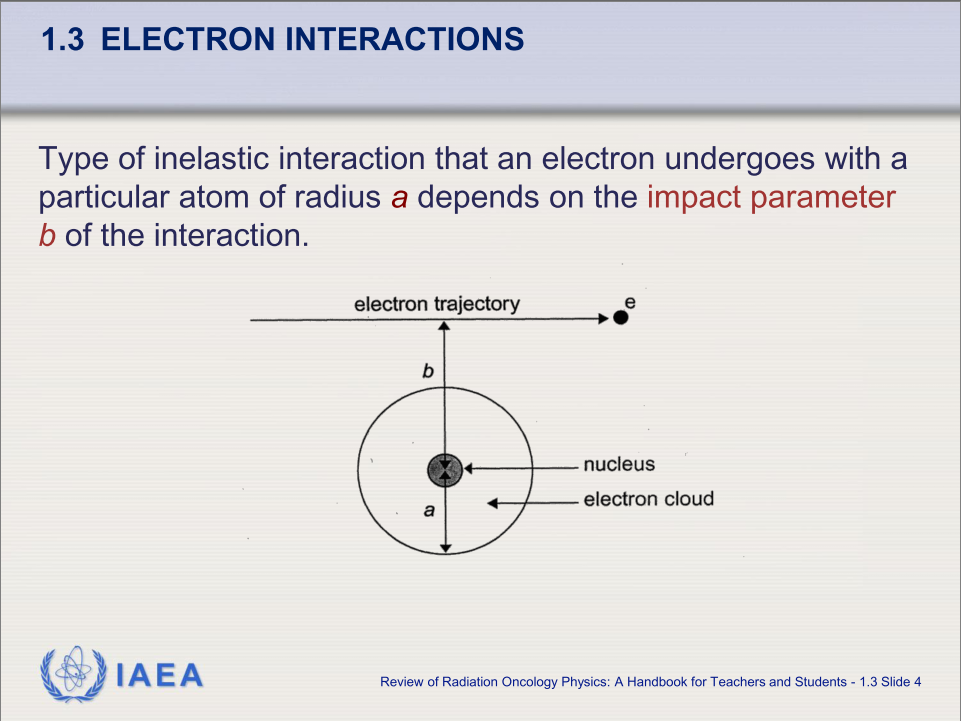 1.3 ELECTRON INTERACTIONS
Type of inelastic interaction that an electron undergoes with a
particular atom of radius a depends on the impact parameter
b of the interaction.
electron trajectory
e
b
nucleus
a
electron cloud
IAEA
Review of Radiation Oncology Physics: A Handbook for Teachers and Students - 1.3 Slide 4